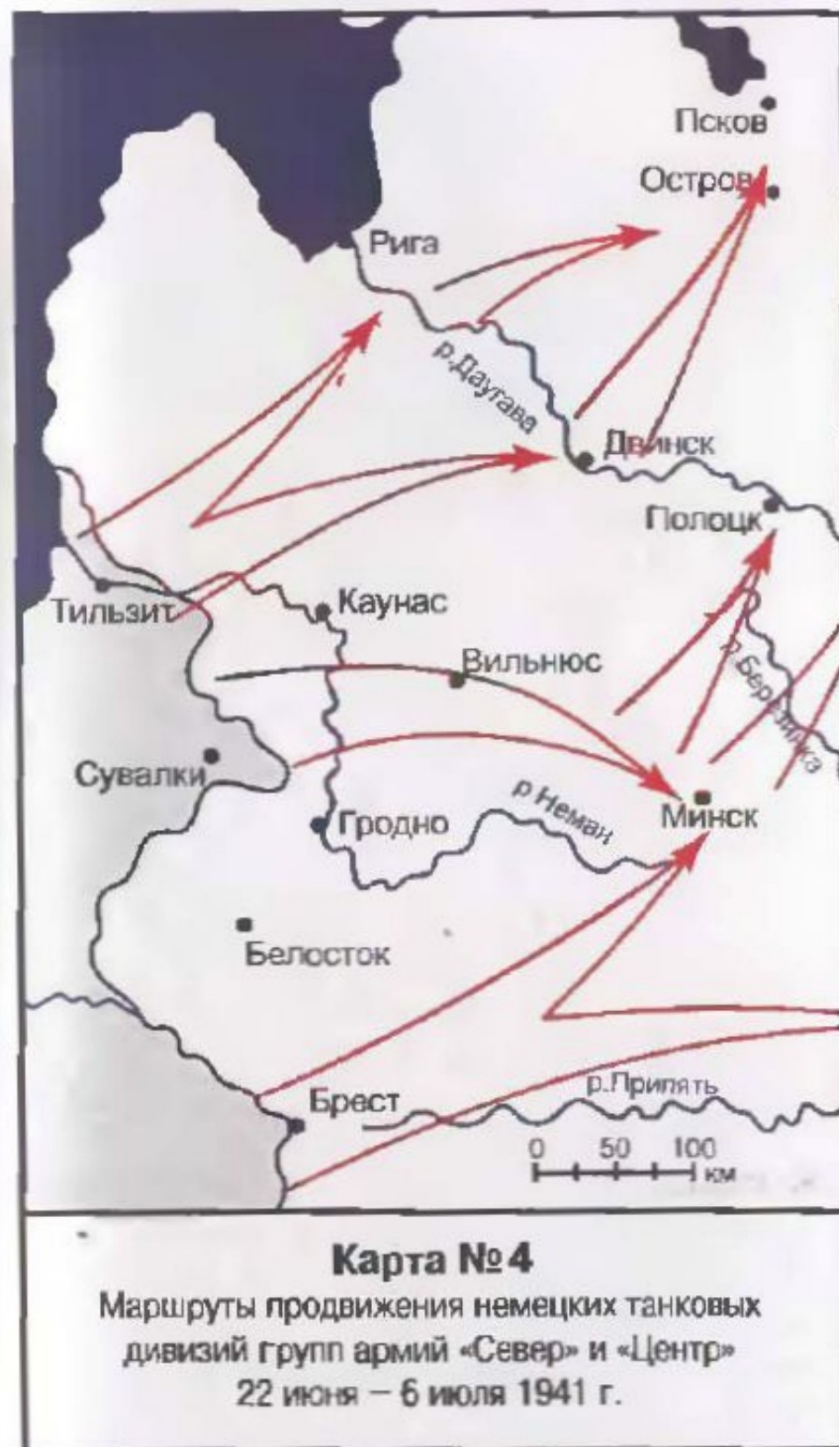 Псков
Остров
Рига
р.Даугава
Двинск
Полоцк
Тильзит
Каунас
Вильнюс
р.Березина
Сувалки
Гродно
р.Неман
Минск
Белосток
Брест
р.Припять
0 50 100
км
Карта №4
Маршруты продвижения немецких танковых
дивизий групп армий «Север» и «Центр»
22 июня – 6 июля 1941 г.